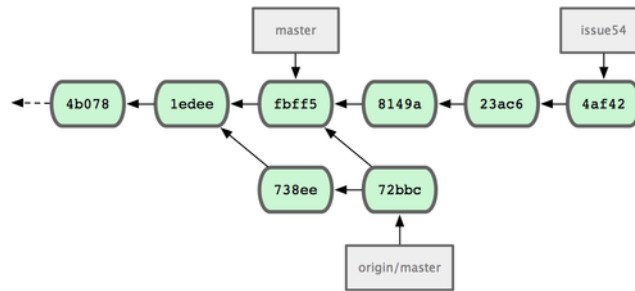 master
issue54
4b078
1edee
fbff5
8149a
23ac6
4af42
738ee
72bbc
origin/master